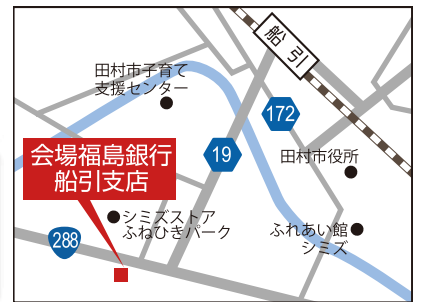 船引
田村市子育て
支援センター
172
19
田村市役所
会場福島銀行
船引支店
シミズストア
ふねひきパーク
ふれあい館
シミズ
288